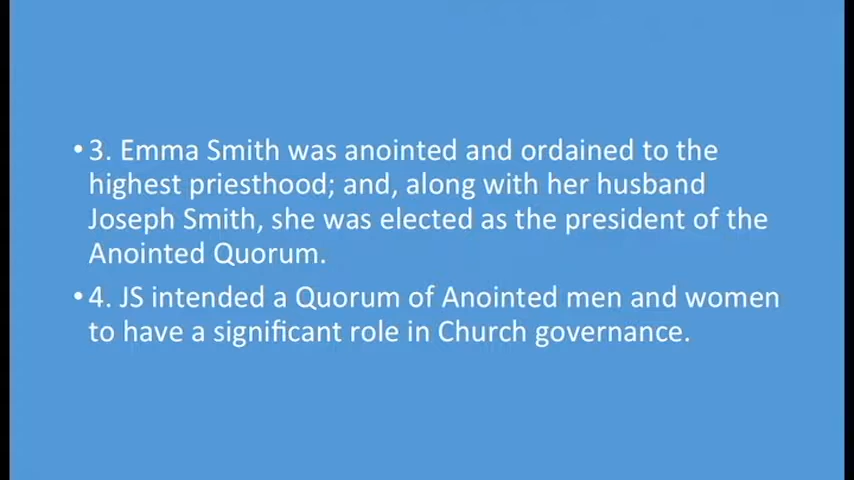 • 3. Emma Smith was anointed and ordained to the
highest priesthood; and, along with her husband
Joseph Smith, she was elected as the president of the
Anointed Quorum.
• 4. JS intended a Quorum of Anointed men and women
to have a significant role in Church governance.